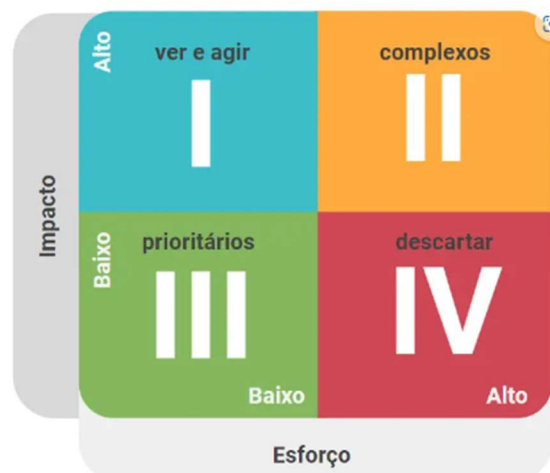 Impacto
Alto
ver e agir
I
complexos
II
Baixo
prioritários
III
Baixo
descartar
IV
Alto
Esforço